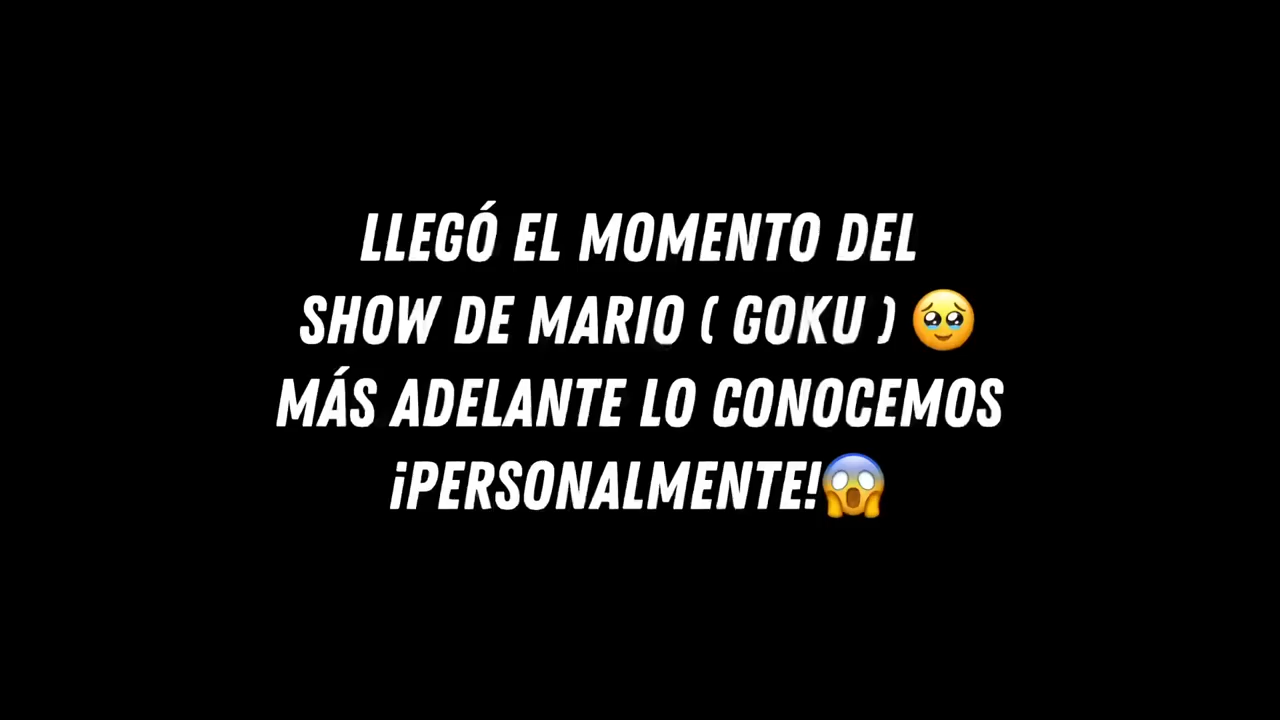 LLEGÓ EL MOMENTO DEL
SHOW DE MARIO ( GOKU ) 🥹
MÁS ADELANTE LO CONOCEMOS
¡PERSONALMENTE!😱